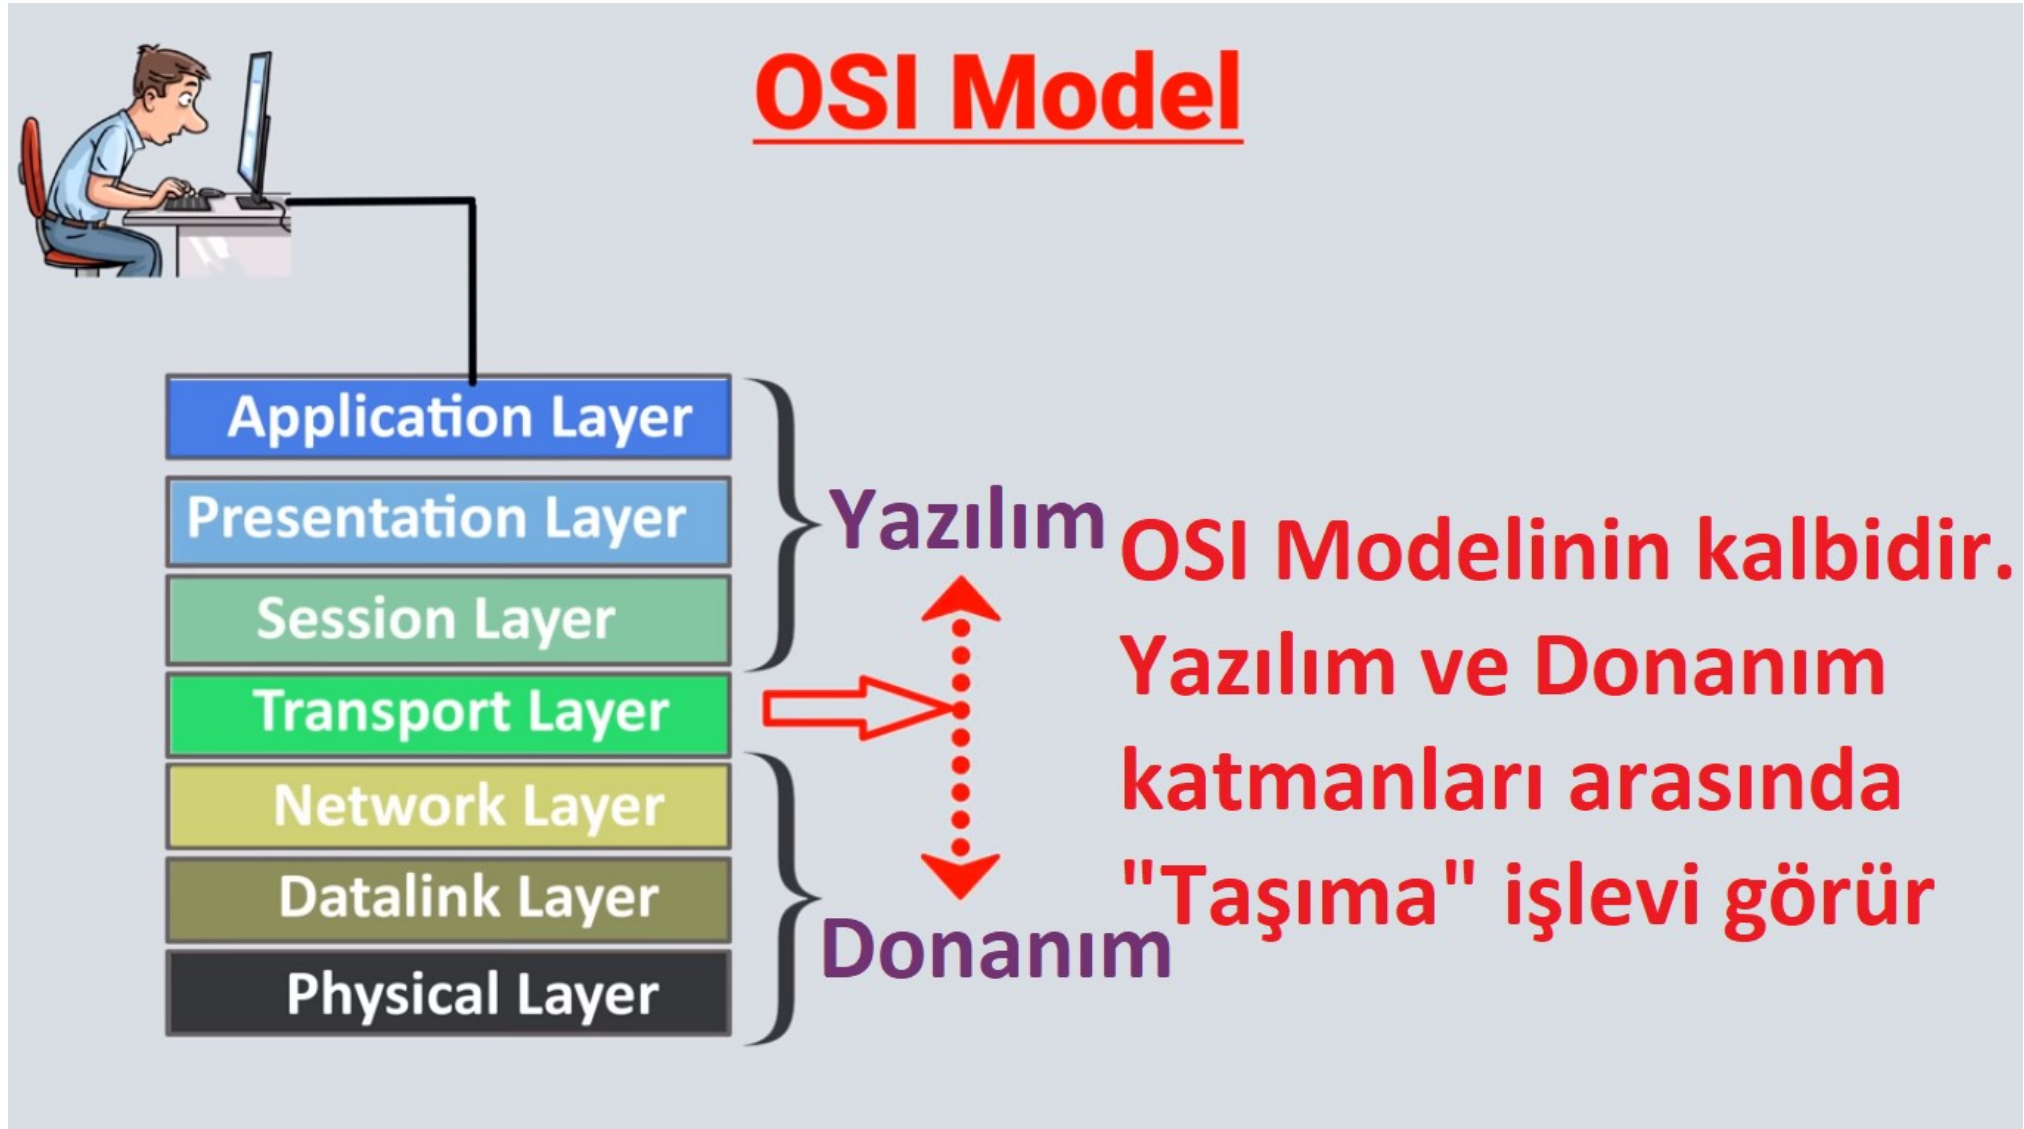 OSI Model
Application Layer
Presentation Layer
Session Layer
Transport Layer
Network Layer
Datalink Layer
Physical Layer
Yazılım
Donanım
OSI Modelinin kalbidir.
Yazılım ve Donanım
katmanları arasında
"Taşıma" işlevi görür